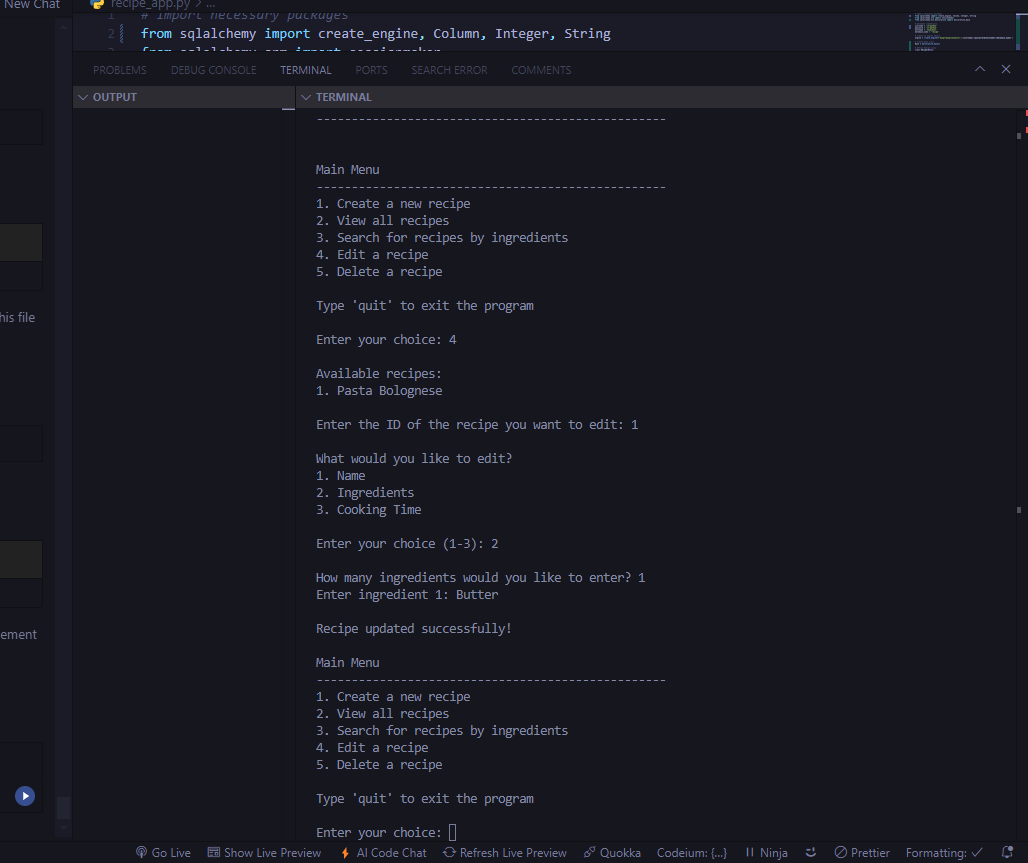 New Chat
recipe_app.py > ...
1 # Import necessary packages
2 from sqlalchemy import create_engine, Column, Integer, String
from sqlalchemy.orm import sessionmaker
PROBLEMS DEBUG CONSOLE TERMINAL PORTS SEARCH ERROR COMMENTS
OUTPUT
TERMINAL
--------------------------------------------------
Main Menu
--------------------------------------------------
1. Create a new recipe
2. View all recipes
3. Search for recipes by ingredients
4. Edit a recipe
5. Delete a recipe
Type 'quit' to exit the program
his file
Enter your choice: 4
Available recipes:
1. Pasta Bolognese
Enter the ID of the recipe you want to edit: 1
What would you like to edit?
1. Name
2. Ingredients
3. Cooking Time
Enter your choice (1-3): 2
How many ingredients would you like to enter? 1
Enter ingredient 1: Butter
Recipe updated successfully!
ement
Main Menu
--------------------------------------------------
1. Create a new recipe
2. View all recipes
3. Search for recipes by ingredients
4. Edit a recipe
5. Delete a recipe
Type 'quit' to exit the program
Enter your choice:
Go Live Show Live Preview AI Code Chat Refresh Live Preview Quokka Codeium: {...} Ninja Prettier Formatting: ✓